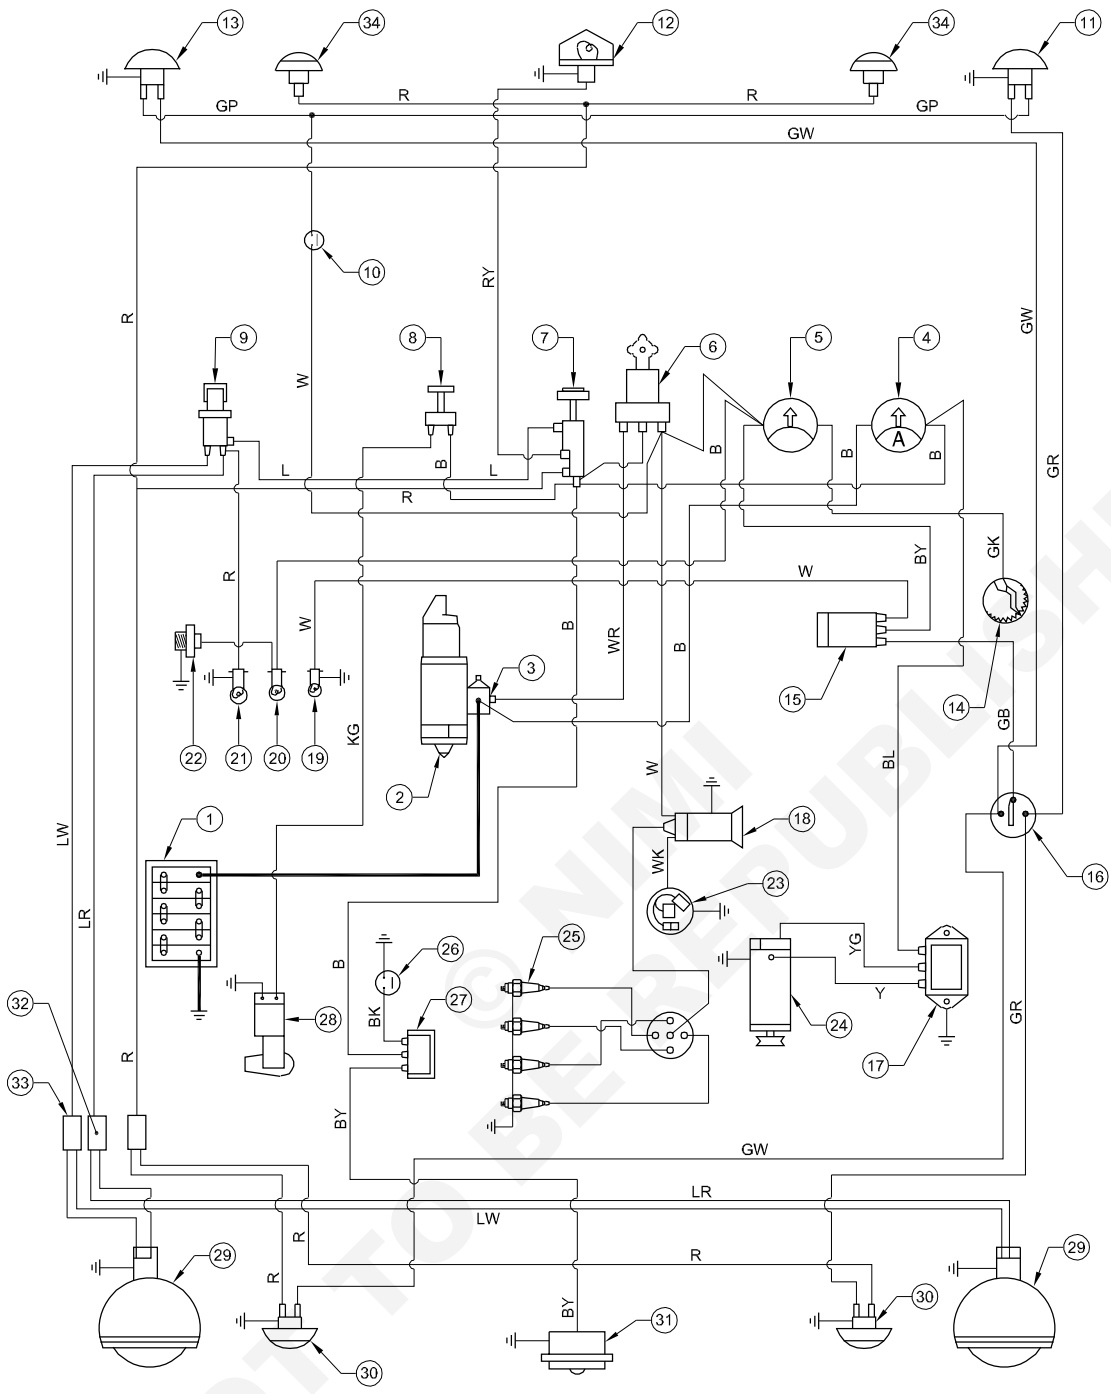 13
34
12
34
11
R
R
GP
GP
GW
10
RY
R
GW
W
9
8
7
6
5
4
A
B
B
B
B
L
L
R
GR
R
W
W
B
WR
B
BY
GK
3
15
14
22
21
20
19
KG
2
GB
BL
W
1
18
LW
WK
23
16
LR
25
26
B
YG
Y
32
BK
27
28
24
17
GR
33
R
BY
GW
LR
LW
R
R
R
29
29
30
30
BY
31
© NIMI
NOT TO BE REPUBLISHE